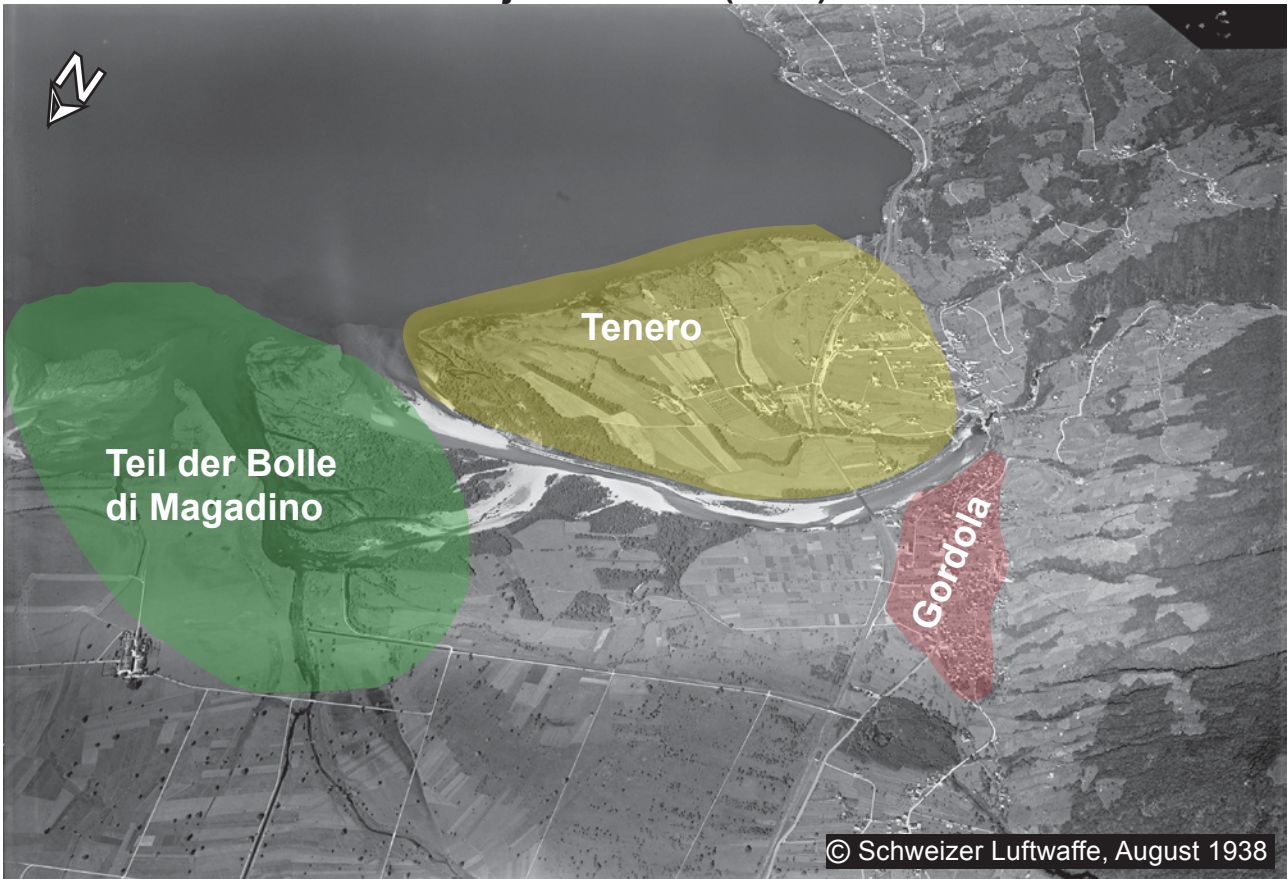 N
Tenero
Teil der Bolle
di Magadino
Gordola
© Schweizer Luftwaffe, August 1938